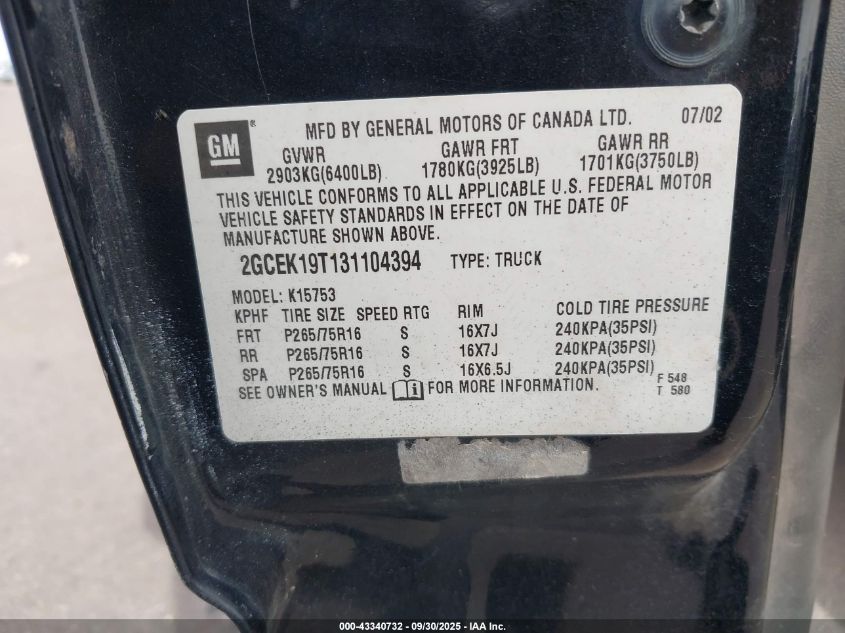 GM® MFD BY GENERAL MOTORS OF CANADA LTD. 07/02
GVWR GAWR FRT GAWR RR
2903KG(6400LB) 1780KG(3925LB) 1701KG(3750LB)
THIS VEHICLE CONFORMS TO ALL APPLICABLE U.S. FEDERAL MOTOR
VEHICLE SAFETY STANDARDS IN EFFECT ON THE DATE OF
MANUFACTURE SHOWN ABOVE.
2GCEK19T131104394 TYPE: TRUCK
MODEL: K15753
KPHF TIRE SIZE SPEED RTG RIM COLD TIRE PRESSURE
FRT P265/75R16 S 16X7J 240KPA(35PSI)
RR P265/75R16 S 16X7J 240KPA(35PSI)
SPA P265/75R16 S 16X6.5J 240KPA(35PSI)
SEE OWNER'S MANUAL FOR MORE INFORMATION.
F 548
T 580
000-43340732 - 09/30/2025 - IAA Inc.